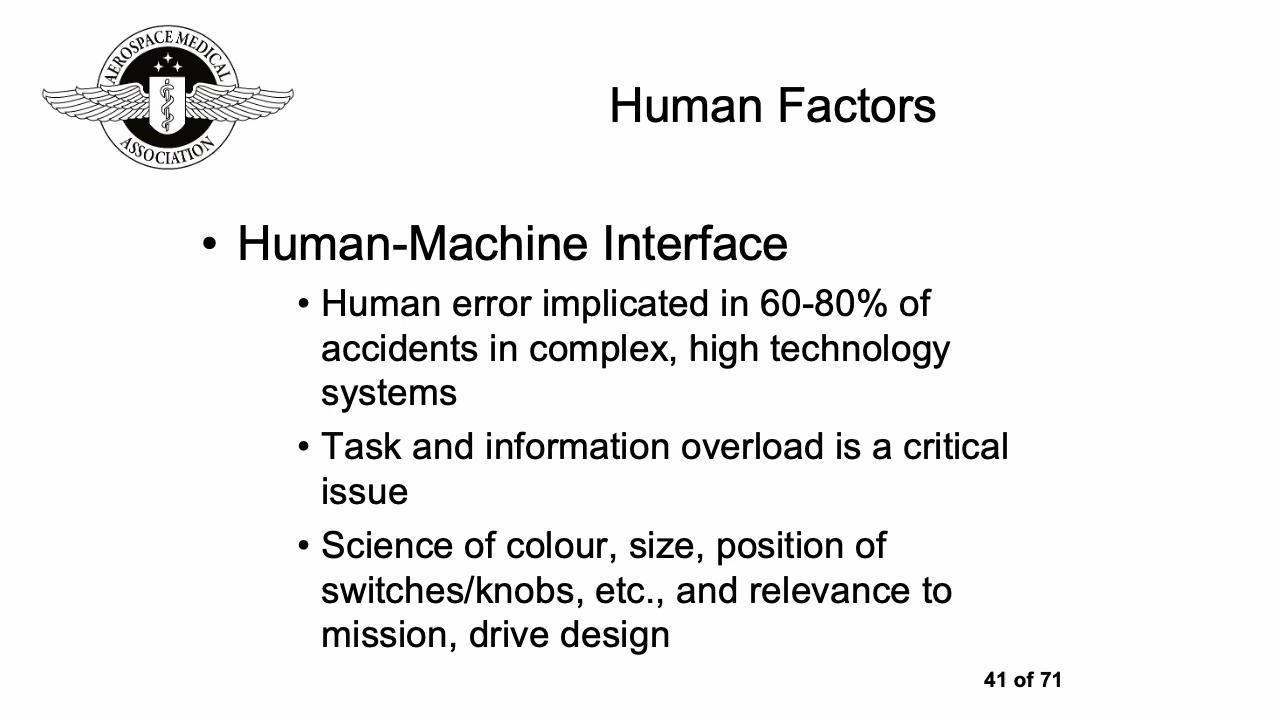 AEROSPACE MEDICAL
ASSOCIATION
Human Factors
• Human-Machine Interface
• Human error implicated in 60-80% of
accidents in complex, high technology
systems
• Task and information overload is a critical
issue
• Science of colour, size, position of
switches/knobs, etc., and relevance to
mission, drive design
41 of 71